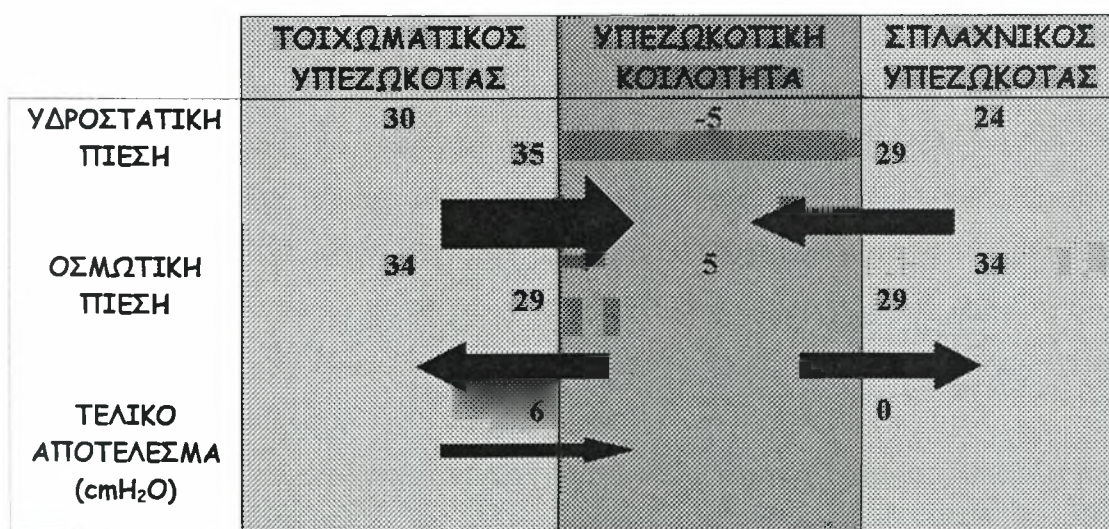 ΤΟΙΧΩΜΑΤΙΚΟΣ ΥΠΕΖΩΚΟΤΙΚΗ ΣΠΛΑΧΝΙΚΟΣ
ΥΠΕΖΩΚΟΤΑΣ ΚΟΙΛΟΤΗΤΑ ΥΠΕΖΩΚΟΤΑΣ
ΥΔΡΟΣΤΑΤΙΚΗ 30 -5 24
ΠΙΕΣΗ 35 29
ΟΣΜΩΤΙΚΗ 34 5 34
ΠΙΕΣΗ 29 29
ΤΕΛΙΚΟ 6 0
ΑΠΟΤΕΛΕΣΜΑ
(cmH₂O)